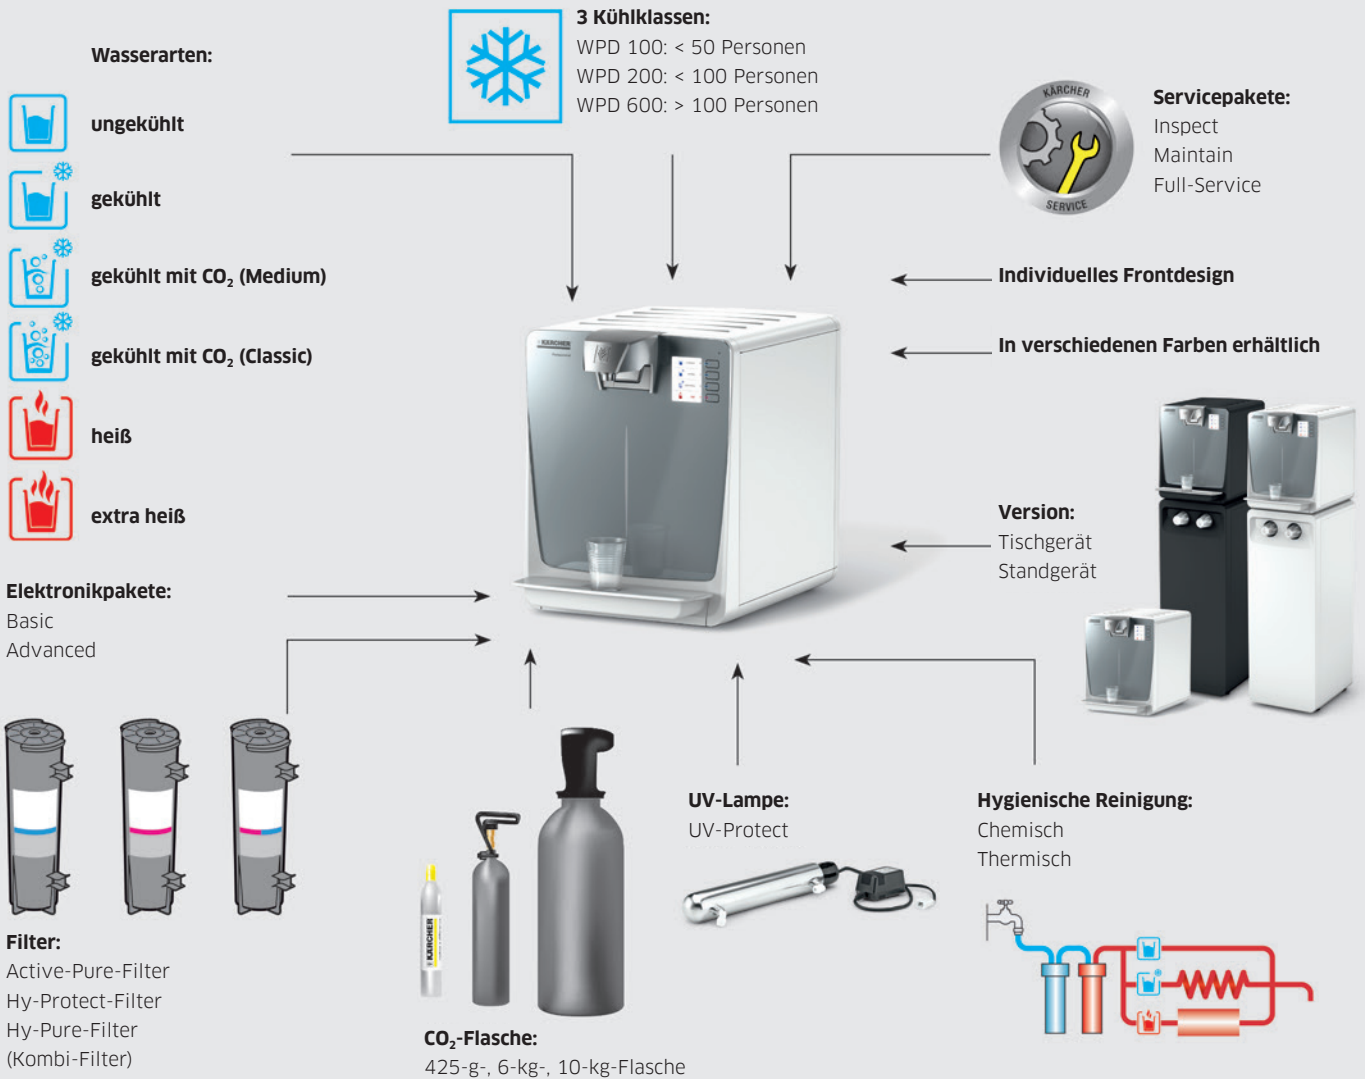 3 Kühlklassen:
WPD 100: < 50 Personen
WPD 200: < 100 Personen
WPD 600: > 100 Personen
Wasserarten:
ungekühlt
gekühlt
gekühlt mit CO₂ (Medium)
gekühlt mit CO₂ (Classic)
heiß
extra heiß
KÄRCHER
SERVICE
Servicepakete:
Inspect
Maintain
Full-Service
Individuelles Frontdesign
In verschiedenen Farben erhältlich
KÄRCHER
Version:
Tischgerät
Standgerät
Elektronikpakete:
Basic
Advanced
Filter:
Active-Pure-Filter
Hy-Protect-Filter
Hy-Pure-Filter
(Kombi-Filter)
KÄRCHER
CO₂-Flasche:
425-g-, 6-kg-, 10-kg-Flasche
UV-Lampe:
UV-Protect
Hygienische Reinigung:
Chemisch
Thermisch